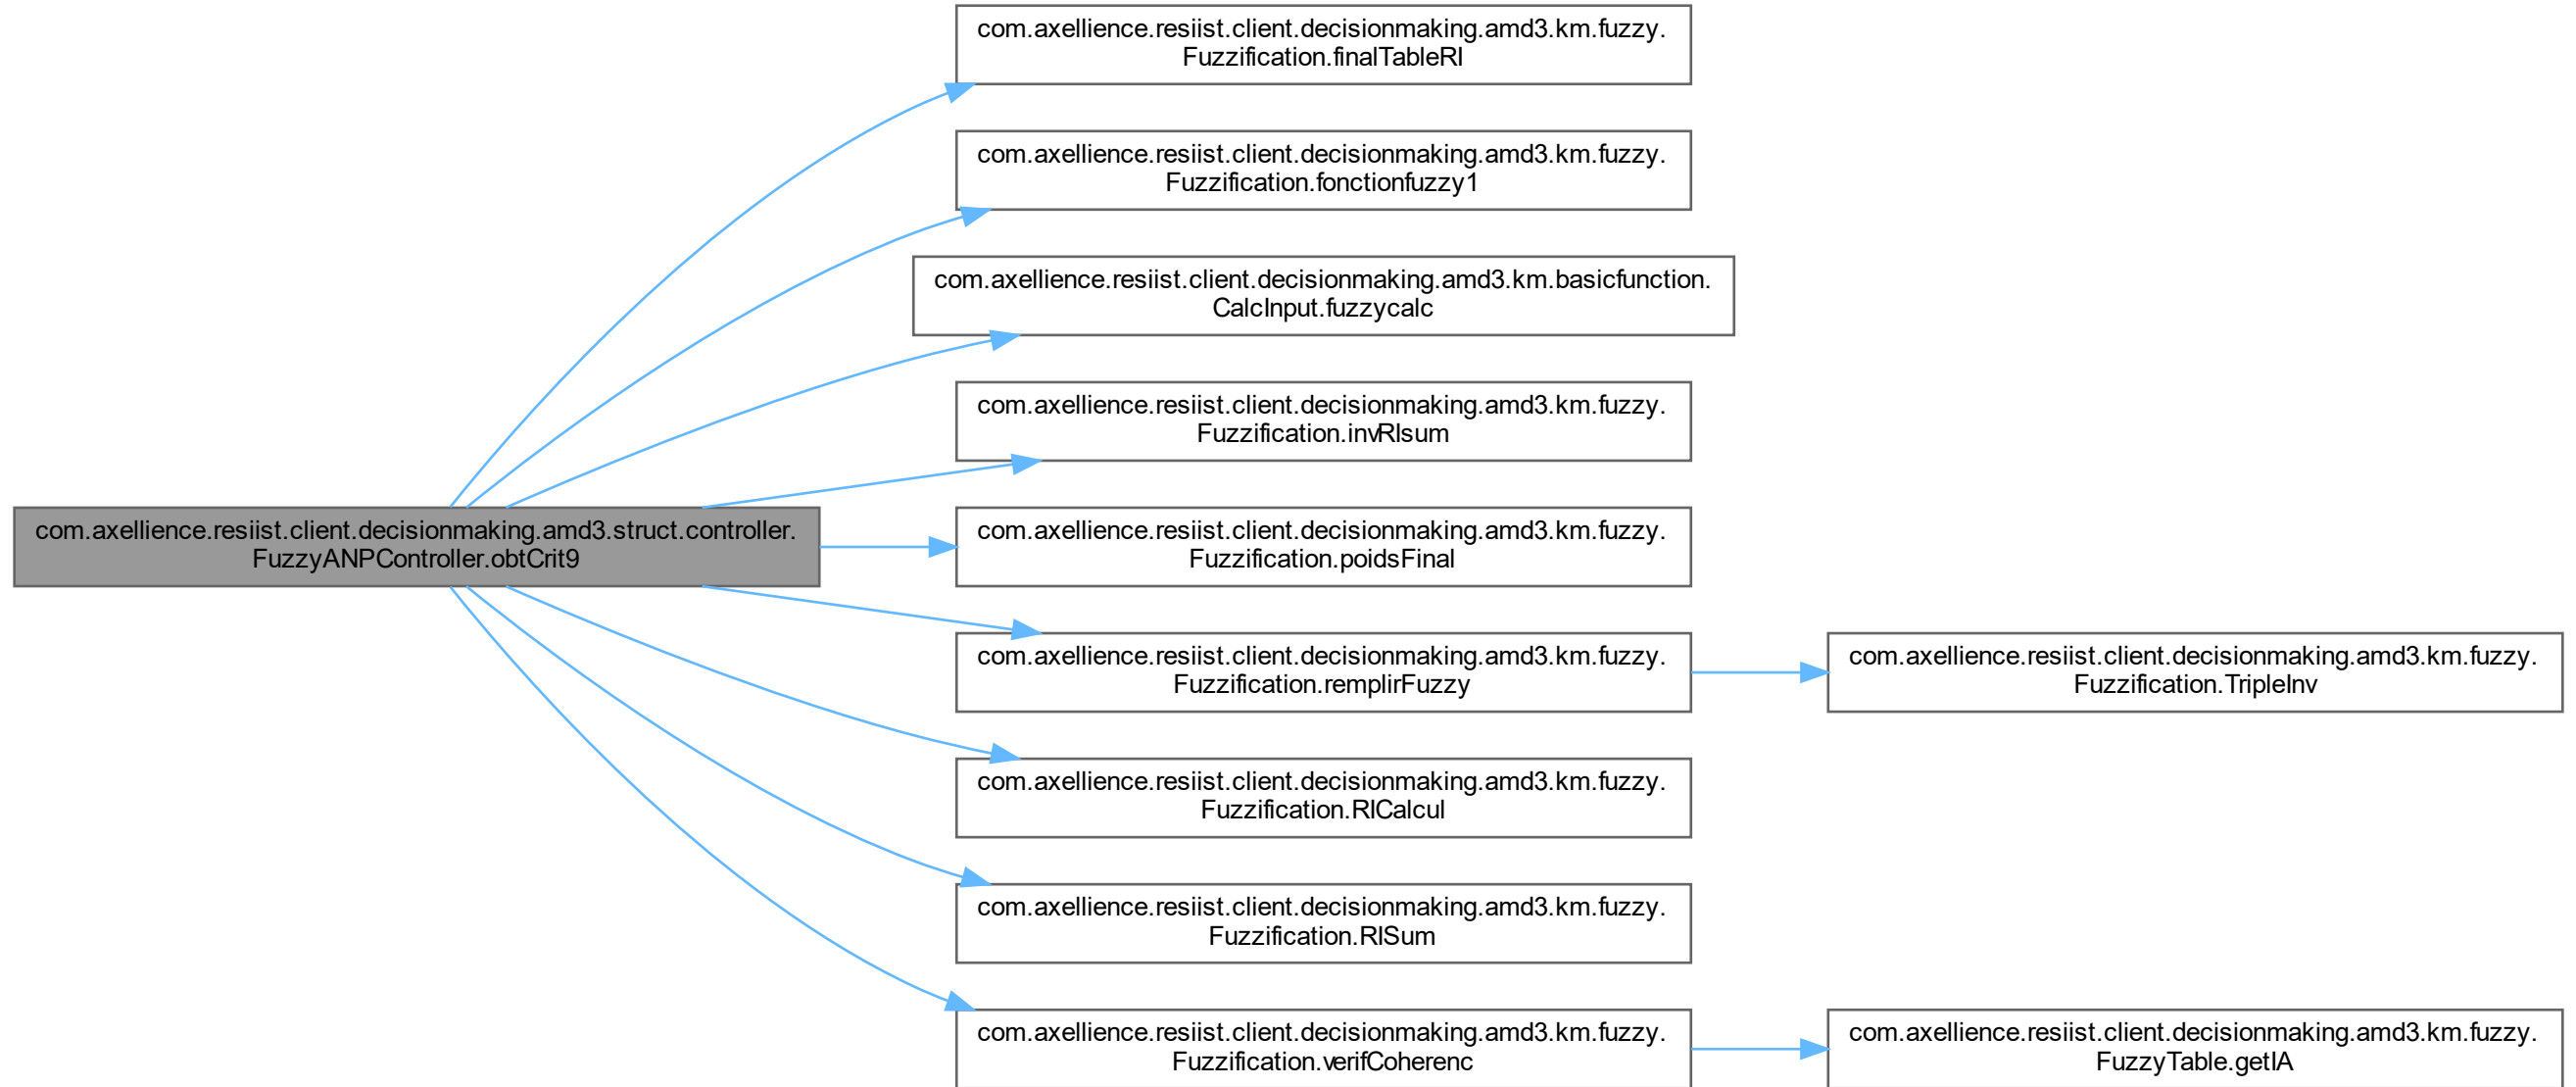 com.axellience.resiist.client.decisionmaking.amd3.km.fuzzy.
Fuzzification.finalTableRI
com.axellience.resiist.client.decisionmaking.amd3.km.fuzzy.
Fuzzification.fonctionfuzzy1
com.axellience.resiist.client.decisionmaking.amd3.km.basicfunction.
CalcInput.fuzzycalc
com.axellience.resiist.client.decisionmaking.amd3.km.fuzzy.
Fuzzification.invRIsum
com.axellience.resiist.client.decisionmaking.amd3.struct.controller.
FuzzyANPController.obtCrit9
com.axellience.resiist.client.decisionmaking.amd3.km.fuzzy.
Fuzzification.poidsFinal
com.axellience.resiist.client.decisionmaking.amd3.km.fuzzy.
Fuzzification.remplirFuzzy
com.axellience.resiist.client.decisionmaking.amd3.km.fuzzy.
Fuzzification.TripleInv
com.axellience.resiist.client.decisionmaking.amd3.km.fuzzy.
Fuzzification.RICalcul
com.axellience.resiist.client.decisionmaking.amd3.km.fuzzy.
Fuzzification.RISum
com.axellience.resiist.client.decisionmaking.amd3.km.fuzzy.
Fuzzification.verifCoherenc
com.axellience.resiist.client.decisionmaking.amd3.km.fuzzy.
FuzzyTable.getIA